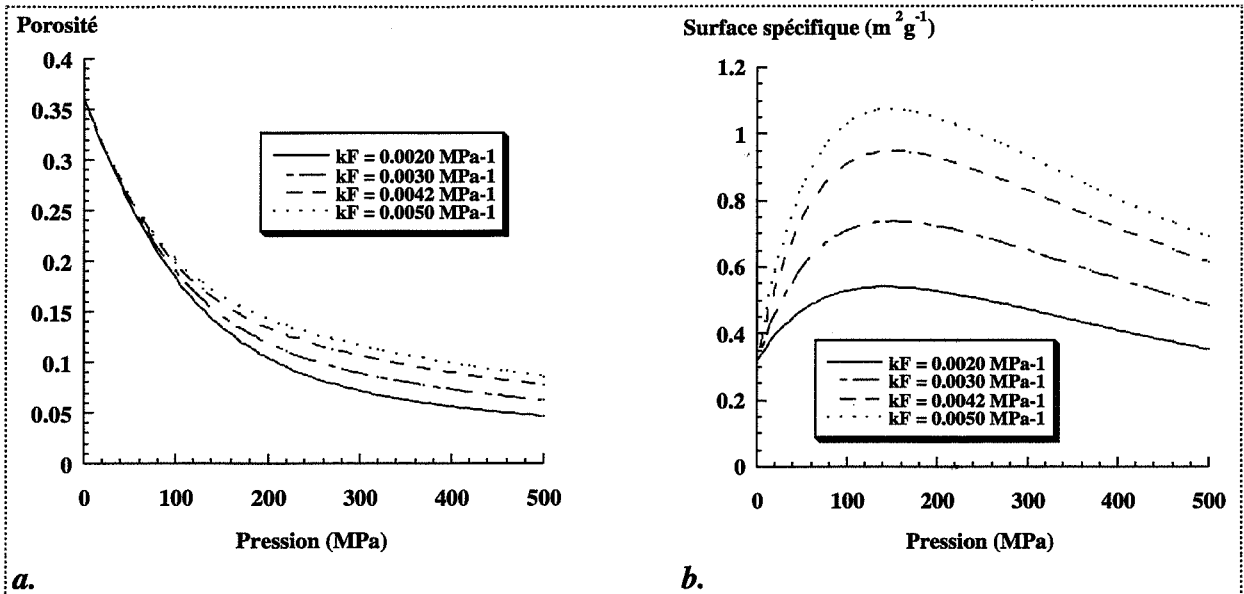 Porosité
0.4
0.35
0.3
0.25
0.2
0.15
0.1
0.05
0
kF = 0.0020 MPa-1
kF = 0.0030 MPa-1
kF = 0.0042 MPa-1
kF = 0.0050 MPa-1
0 100 200 300 400 500
Pression (MPa)
a.
Surface spécifique (m²g⁻¹)
1.2
1
0.8
0.6
0.4
0.2
0
kF = 0.0020 MPa-1
kF = 0.0030 MPa-1
kF = 0.0042 MPa-1
kF = 0.0050 MPa-1
0 100 200 300 400 500
Pression (MPa)
b.